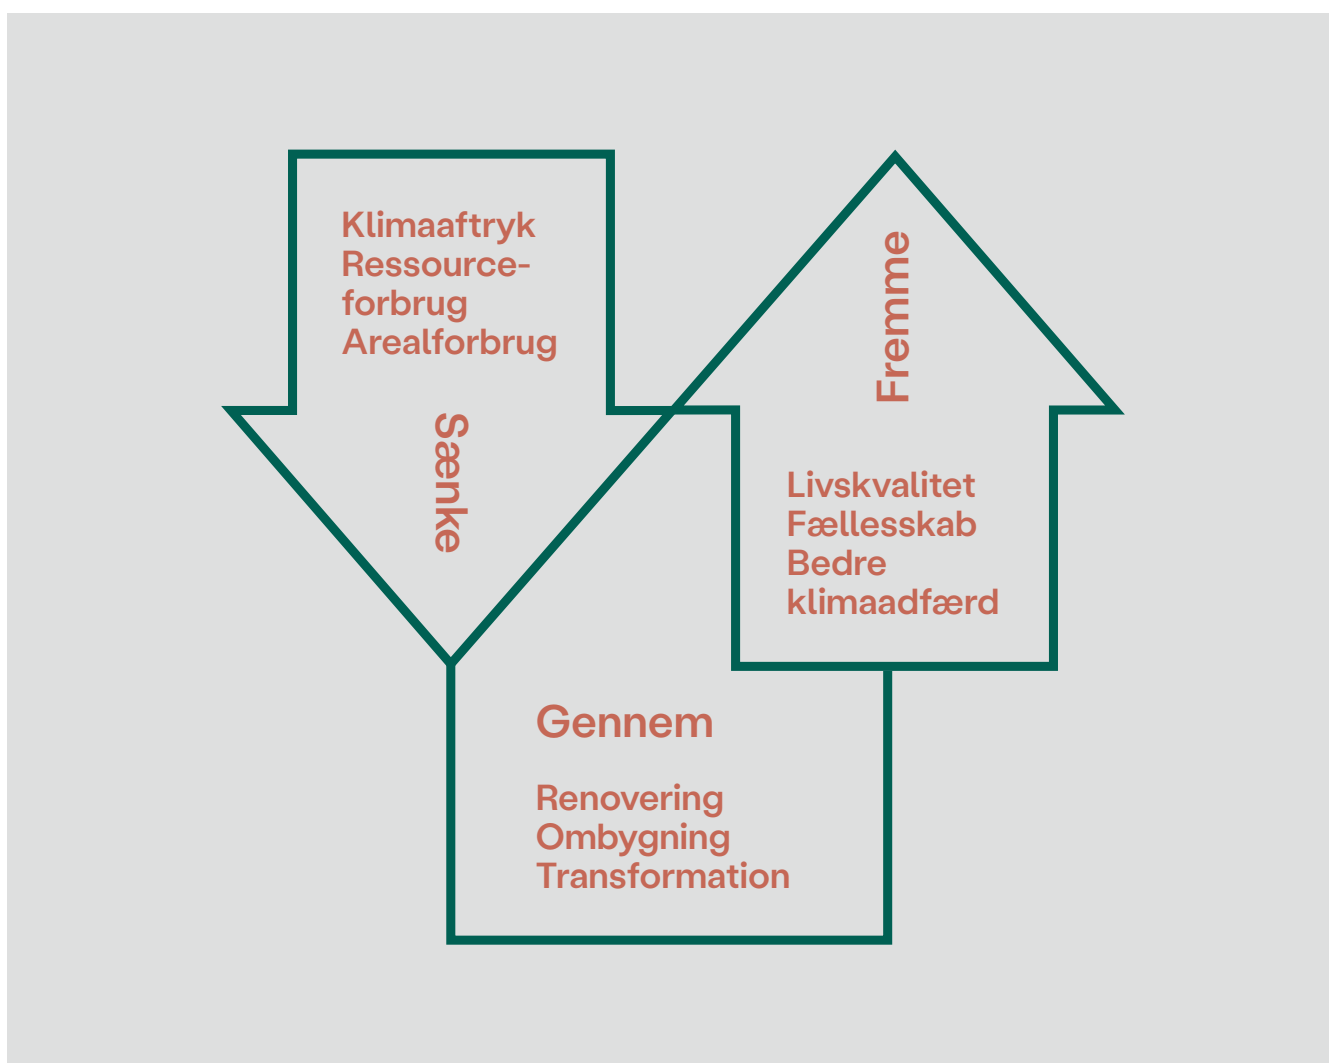 Klimaaftryk
Ressource-
forbrug
Arealforbrug
Sænke
Fremme
Livskvalitet
Fællesskab
Bedre
klimaadfærd
Gennem
Renovering
Ombygning
Transformation